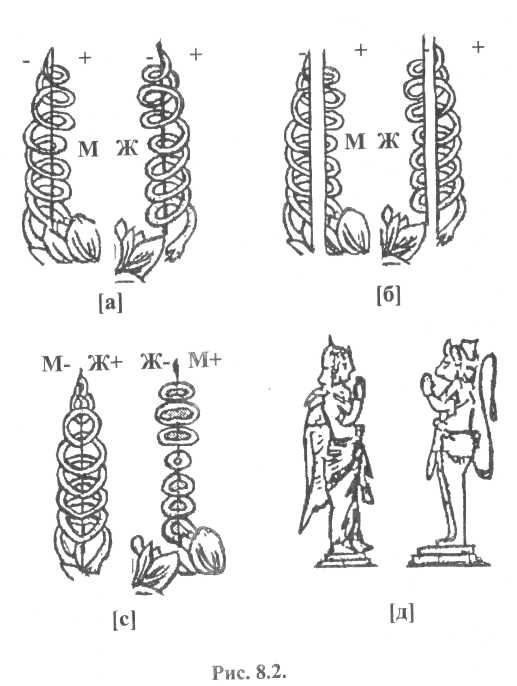 - + - +
М Ж
[а]
- + - +
М Ж
[б]
М- Ж+ Ж- М+
[с]
[д]
Рис. 8.2.